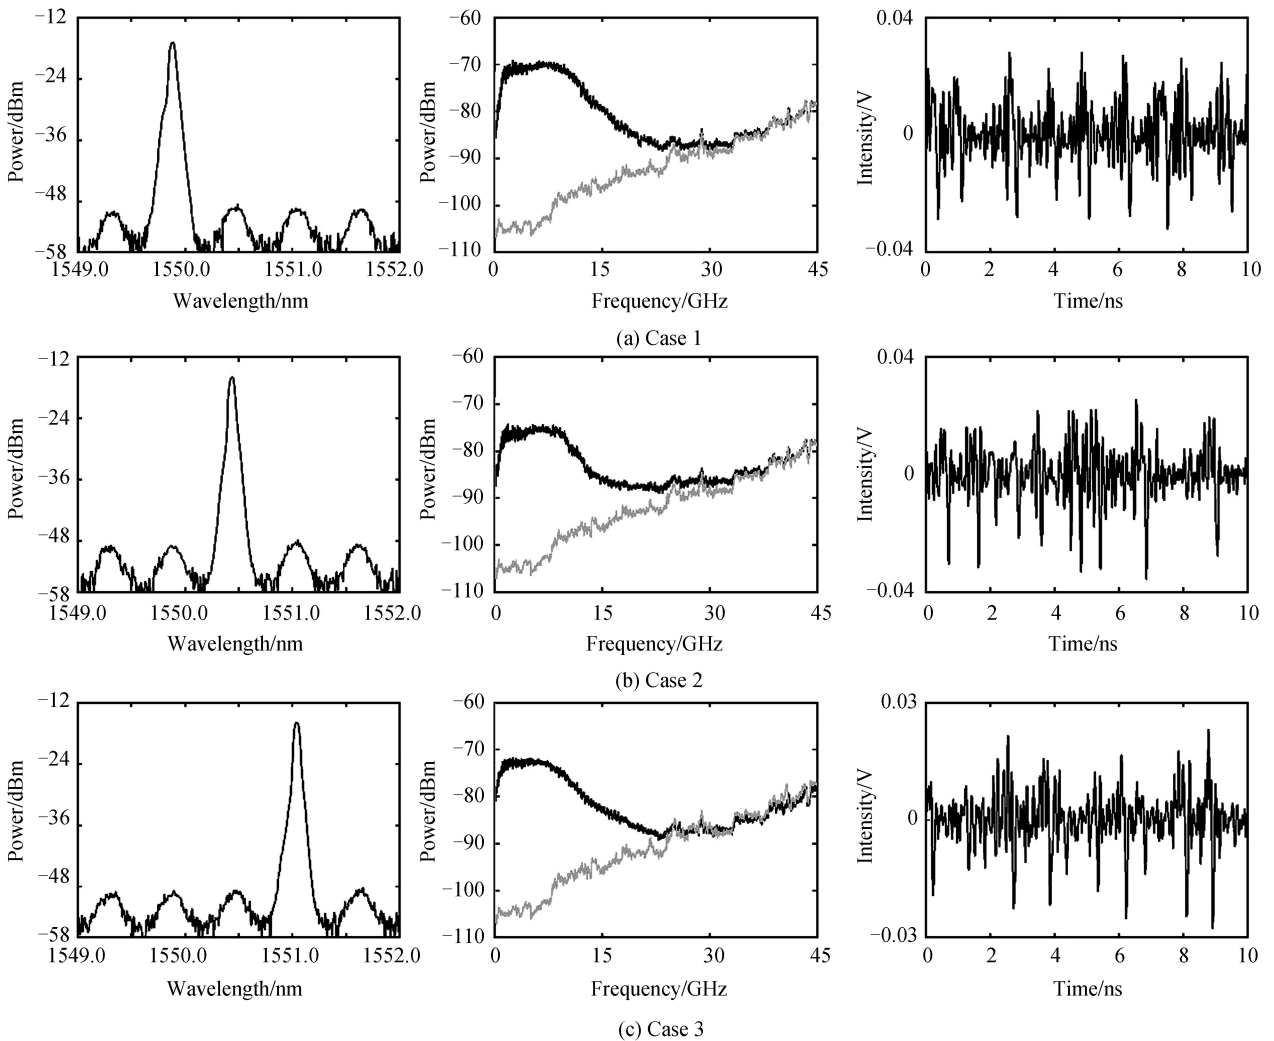 −12
−24
−36
−48
−58
1549.0 1550.0 1551.0 1552.0
Power/dBm
Wavelength/nm
−60
−70
−80
−90
−100
−110
0 15 30 45
Power/dBm
Frequency/GHz
0.04
0
−0.04
0 2 4 6 8 10
Intensity/V
Time/ns
(a) Case 1
−12
−24
−36
−48
−58
1549.0 1550.0 1551.0 1552.0
Power/dBm
Wavelength/nm
−60
−70
−80
−90
−100
−110
0 15 30 45
Power/dBm
Frequency/GHz
0.04
0
−0.04
0 2 4 6 8 10
Intensity/V
Time/ns
(b) Case 2
−12
−24
−36
−48
−58
1549.0 1550.0 1551.0 1552.0
Power/dBm
Wavelength/nm
−60
−70
−80
−90
−100
−110
0 15 30 45
Power/dBm
Frequency/GHz
0.03
0
−0.03
0 2 4 6 8 10
Intensity/V
Time/ns
(c) Case 3